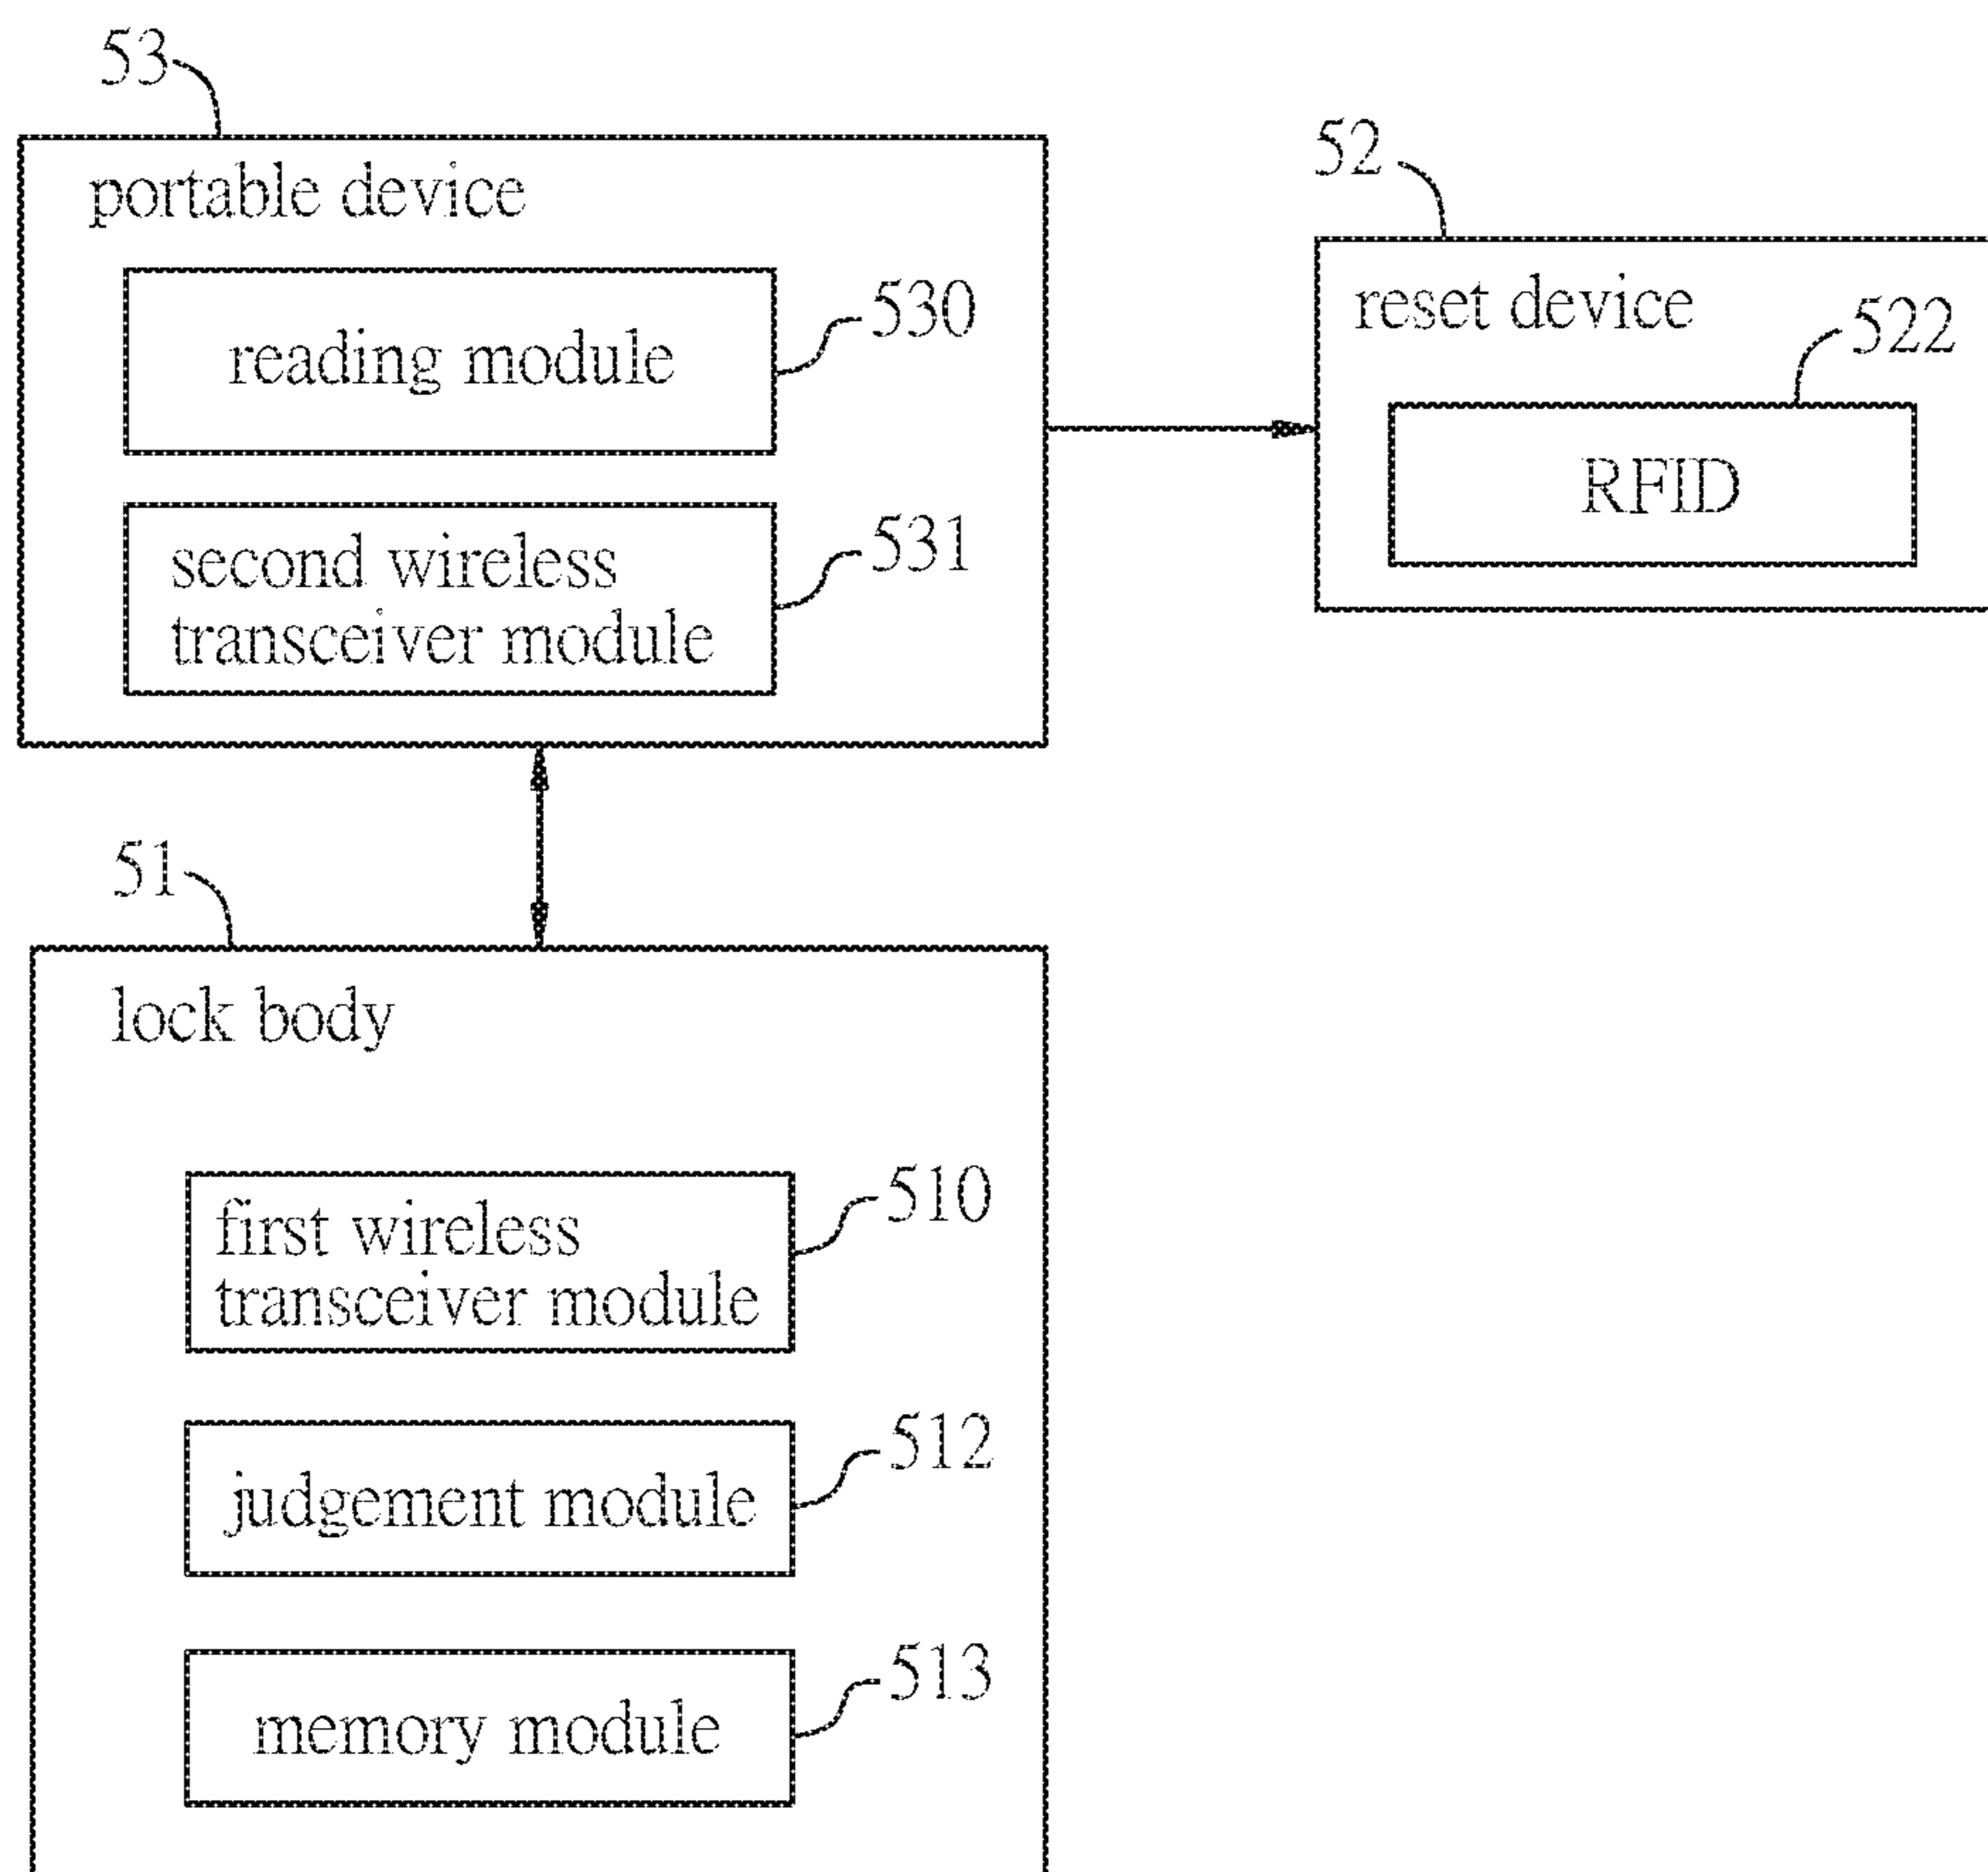 53
portable device
reading module
530
second wireless
transceiver module
531
52
reset device
522
RFID
51
lock body
first wireless
transceiver module
510
judgement module
512
memory module
513